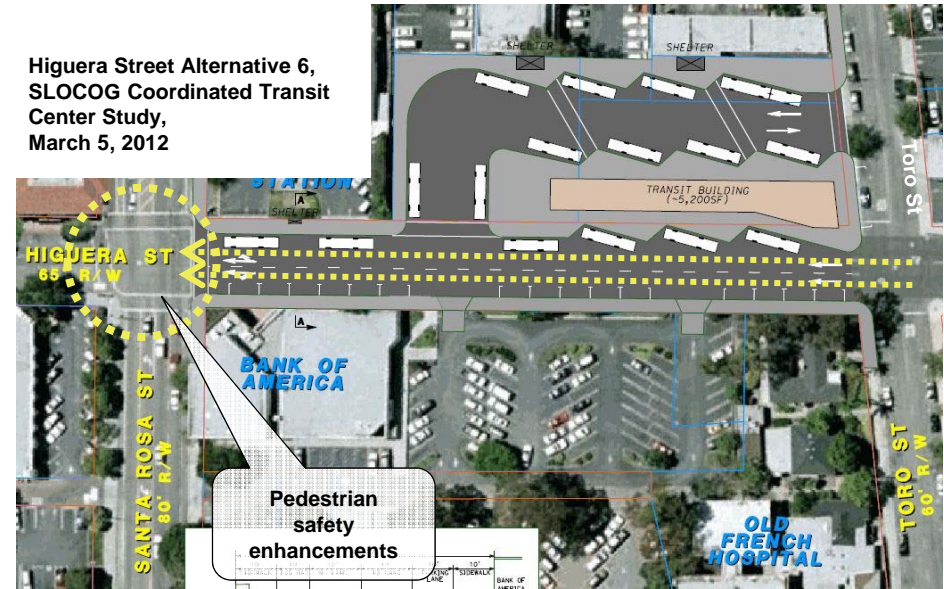 Higuera Street Alternative 6,
SLOCOG Coordinated Transit
Center Study,
March 5, 2012
SHELTER
SHELTER
Toro St
TRANSIT BUILDING
(~5,200SF)
STATION
A
SHELTER
HIGUERA ST
65' R/W
A
BANK OF
AMERICA
SANTA ROSA ST
80' R/W
TORO ST
60' R/W
Pedestrian
safety
enhancements
OLD
FRENCH
HOSPITAL
10'
SIDEWALK
LANE
BANK OF
AMERICA